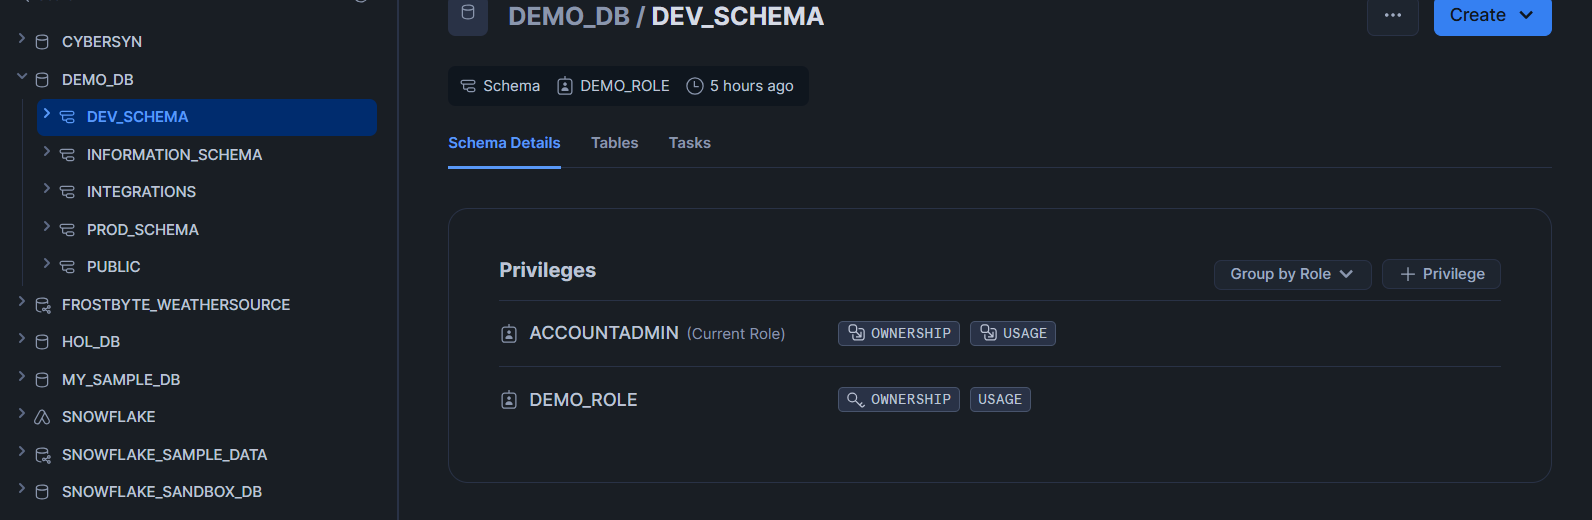 CYBERSYN
DEMO_DB
DEV_SCHEMA
INFORMATION_SCHEMA
INTEGRATIONS
PROD_SCHEMA
PUBLIC
FROSTBYTE_WEATHERSOURCE
HOL_DB
MY_SAMPLE_DB
SNOWFLAKE
SNOWFLAKE_SAMPLE_DATA
SNOWFLAKE_SANDBOX_DB
DEMO_DB / DEV_SCHEMA
... Create
Schema DEMO_ROLE 5 hours ago
Schema Details Tables Tasks
Privileges Group by Role + Privilege
ACCOUNTADMIN (Current Role) OWNERSHIP USAGE
DEMO_ROLE OWNERSHIP USAGE